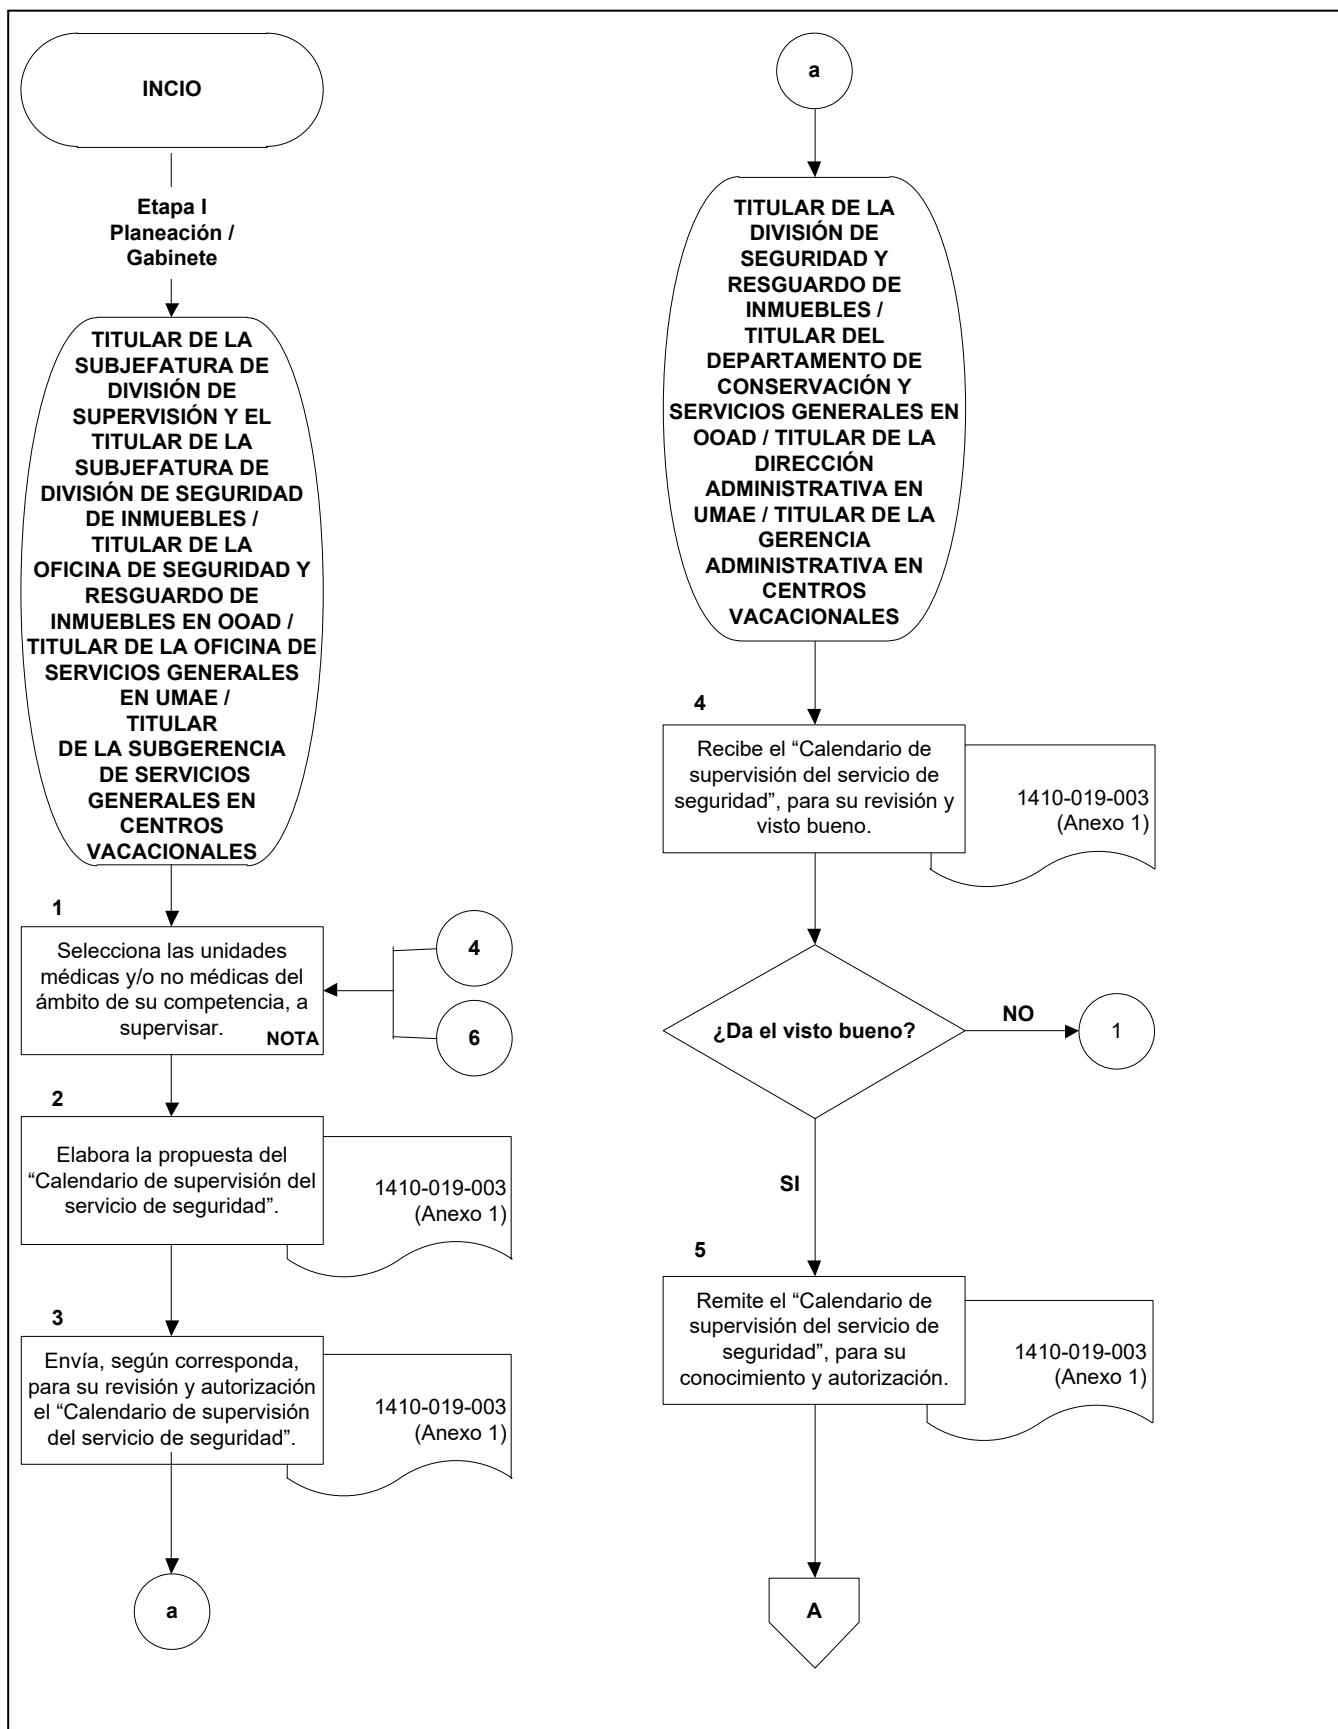 INCIO
Etapa I
Planeación /
Gabinete
TITULAR DE LA
SUBJEFATURA DE
DIVISIÓN DE
SUPERVISIÓN Y EL
TITULAR DE LA
SUBJEFATURA DE
DIVISIÓN DE SEGURIDAD
DE INMUEBLES /
TITULAR DE LA
OFICINA DE SEGURIDAD Y
RESGUARDO DE
INMUEBLES EN OOAD /
TITULAR DE LA OFICINA DE
SERVICIOS GENERALES
EN UMAE /
TITULAR
DE LA SUBGERENCIA
DE SERVICIOS
GENERALES EN
CENTROS
VACACIONALES
1
Selecciona las unidades
médicas y/o no médicas del
ámbito de su competencia, a
supervisar.
NOTA
4
6
2
Elabora la propuesta del
“Calendario de supervisión del
servicio de seguridad”.
1410-019-003
(Anexo 1)
3
Envía, según corresponda,
para su revisión y autorización
el “Calendario de supervisión
del servicio de seguridad”.
1410-019-003
(Anexo 1)
a
a
TITULAR DE LA
DIVISIÓN DE
SEGURIDAD Y
RESGUARDO DE
INMUEBLES /
TITULAR DEL
DEPARTAMENTO DE
CONSERVACIÓN Y
SERVICIOS GENERALES EN
OOAD / TITULAR DE LA
DIRECCIÓN
ADMINISTRATIVA EN
UMAE / TITULAR DE LA
GERENCIA
ADMINISTRATIVA EN
CENTROS
VACACIONALES
4
Recibe el “Calendario de
supervisión del servicio de
seguridad”, para su revisión y
visto bueno.
1410-019-003
(Anexo 1)
¿Da el visto bueno?
NO
1
SI
5
Remite el “Calendario de
supervisión del servicio de
seguridad”, para su
conocimiento y autorización.
1410-019-003
(Anexo 1)
A